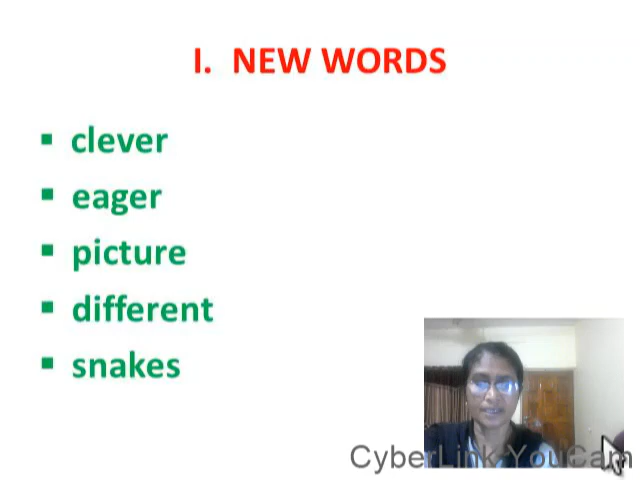 I. NEW WORDS
▪ clever
▪ eager
▪ picture
▪ different
▪ snakes
CyberLink YouCam